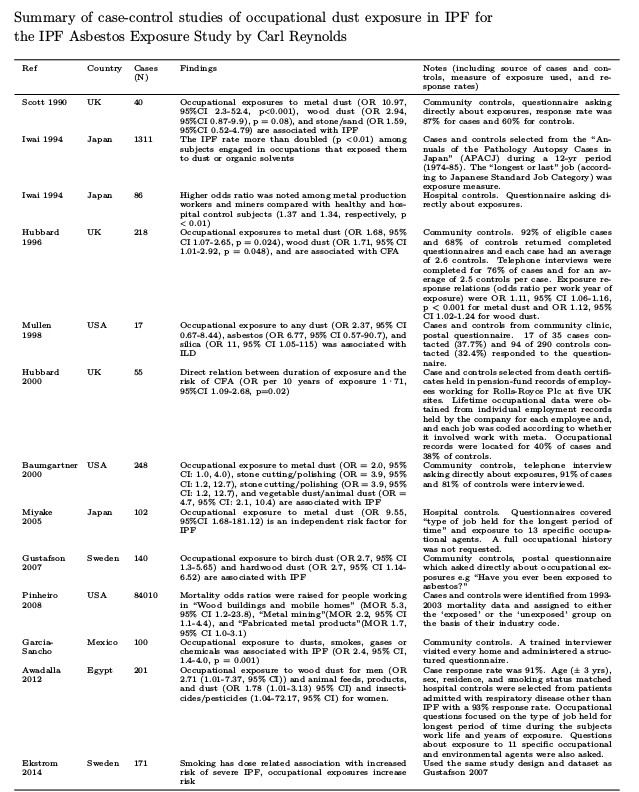 Summary of case-control studies of occupational dust exposure in IPF for
the IPF Asbestos Exposure Study by Carl Reynolds
Ref
Country
Cases
(N)
Findings
Notes (including source of cases and con-
trols, measure of exposure used, and re-
sponse rates)
Scott 1990
UK
40
Occupational exposures to metal dust (OR 10.97,
95%CI 2.3-52.4, p<0.001), wood dust (OR 2.94,
95%CI 0.87-9.9), p = 0.08), and stone/sand (OR 1.59,
95%CI 0.52-4.79) are associated with IPF
Community controls, questionnaire asking
directly about exposures, response rate was
87% for cases and 60% for controls.
Iwai 1994
Japan
1311
The IPF rate more than doubled (p <0.01) among
subjects engaged in occupations that exposed them
to dust or organic solvents
Cases and controls selected from the "An-
nals of the Pathology Autopsy Cases in
Japan" (APACJ) during a 12-yr period
(1974-85). The "longest or last" job (accord-
ing to Japanese Standard Job Category) was
exposure measure.
Iwai 1994
Japan
86
Higher odds ratio was noted among metal production
workers and miners compared with healthy and hos-
pital control subjects (1.37 and 1.34, respectively, p
< 0.01)
Hospital controls. Questionnaire asking di-
rectly about exposures.
Hubbard
1996
UK
218
Occupational exposures to metal dust (OR 1.68, 95%
CI 1.07-2.65, p = 0.024), wood dust (OR 1.71, 95% CI
1.01-2.92, p = 0.048), and are associated with CFA
Community controls. 92% of eligible cases
and 68% of controls returned completed
questionnaires and each case had an average
of 2.6 controls. Telephone interviews were
completed for 76% of cases and for an av-
erage of 2.5 controls per case. Exposure re-
sponse relations (odds ratio per work year of
exposure) were OR 1.11, 95% CI 1.06-1.16,
p < 0.001 for metal dust and OR 1.12, 95%
CI 1.02-1.24 for wood dust.
Mullen
1998
USA
17
Occupational exposure to any dust (OR 2.37, 95% CI
0.67-8.44), asbestos (OR 6.77, 95% CI 0.57-90.7), and
silica (OR 11, 95% CI 1.05-115) was associated with
ILD
Cases and controls from community clinic,
postal questionnaire. 17 of 35 cases con-
tacted (37.7%) and 94 of 290 controls con-
tacted (32.4%) responded to the question-
naire.
Hubbard
2000
UK
55
Direct relation between duration of exposure and the
risk of CFA (OR per 10 years of exposure 1·71,
95%CI 1.09-2.68, p=0.02)
Case and controls selected from death certifi-
cates held in pension-fund records of employ-
ees working for Rolls-Royce Plc at five UK
sites. Lifetime occupational data were ob-
tained from individual employment records
held by the company for each employee and,
and each job was coded according to whether
it involved work with meta. Occupational
records were located for 40% of cases and
38% of controls.
Baumgartner
2000
USA
248
Occupational exposure to metal dust (OR = 2.0, 95%
CI: 1.0, 4.0), stone cutting/polishing (OR = 3.9, 95%
CI: 1.2, 12.7), stone cutting/polishing (OR = 3.9, 95%
CI: 1.2, 12.7), and vegetable dust/animal dust (OR =
4.7, 95% CI: 2.1, 10.4) are associated with IPF
Community controls, telephone interview
asking directly about exposures, 91% of cases
and 81% of controls were interviewed.
Miyake
2005
Japan
102
Occupational exposure to metal dust (OR 9.55,
95%CI 1.68-181.12) is an independent risk factor for
IPF
Hospital controls. Questionnaires covered
"type of job held for the longest period of
time" and exposure to 13 specific occupa-
tional agents. A full occupational history
was not requested.
Gustafson
2007
Sweden
140
Occupational exposure to birch dust (OR 2.7, 95% CI
1.3-5.65) and hardwood dust (OR 2.7, 95% CI 1.14-
6.52) are associated with IPF
Community controls, postal questionnaire
which asked directly about occupational ex-
posures e.g "Have you ever been exposed to
asbestos?"
Pinheiro
2008
USA
84010
Mortality odds ratios were raised for people working
in "Wood buildings and mobile homes" (MOR 5.3,
95% CI 1.2-23.8), "Metal mining"(MOR 2.2, 95% CI
1.1-4.4), and "Fabricated metal products"(MOR 1.7,
95% CI 1.0-3.1)
Cases and controls were identified from 1993-
2003 mortality data and assigned to either
the 'exposed' or the 'unexposed' group on
the basis of their industry code.
Garcia-
Sancho
Mexico
100
Occupational exposure to dusts, smokes, gases or
chemicals was associated with IPF (OR 2.4, 95% CI,
1.4-4.0, p = 0.001)
Community controls. A trained interviewer
visited every home and administered a struc-
tured questionnaire.
Awadalla
2012
Egypt
201
Occupational exposure to wood dust for men (OR
2.71 (1.01-7.37, 95% CI)) and animal feeds, products,
and dust (OR 1.78 (1.01-3.13) 95% CI) and insecti-
cides/pesticides (1.04-72.17, 95% CI) for women.
Case response rate was 91%. Age (± 3 yrs),
sex, residence, and smoking status matched
hospital controls were selected from patients
admitted with respiratory disease other than
IPF with a 93% response rate. Occupational
questions focused on the type of job held for
longest period of time during the subjects
work life and years of exposure. Questions
about exposure to 11 specific occupational
and environmental agents were also asked.
Ekstrom
2014
Sweden
171
Smoking has dose related association with increased
risk of severe IPF, occupational exposures increase
risk
Used the same study design and dataset as
Gustafson 2007